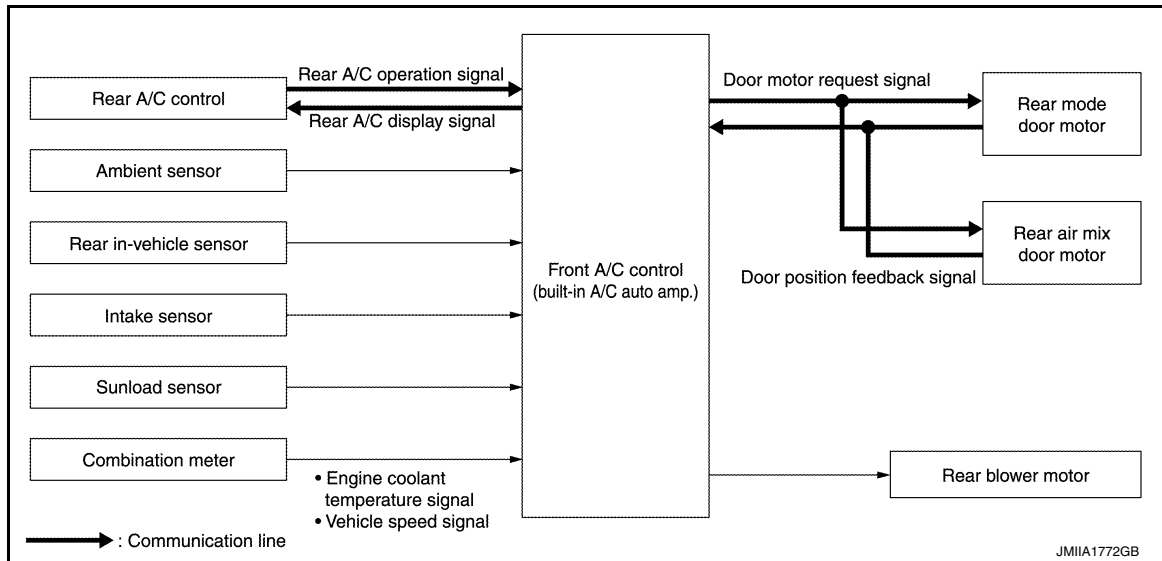 Rear A/C operation signal
Rear A/C control
Rear A/C display signal
Ambient sensor
Rear in-vehicle sensor
Intake sensor
Sunload sensor
Combination meter
• Engine coolant
temperature signal
• Vehicle speed signal
: Communication line
Front A/C control
(built-in A/C auto amp.)
Door motor request signal
Rear mode
door motor
Rear air mix
door motor
Door position feedback signal
Rear blower motor
JMIIA1772GB